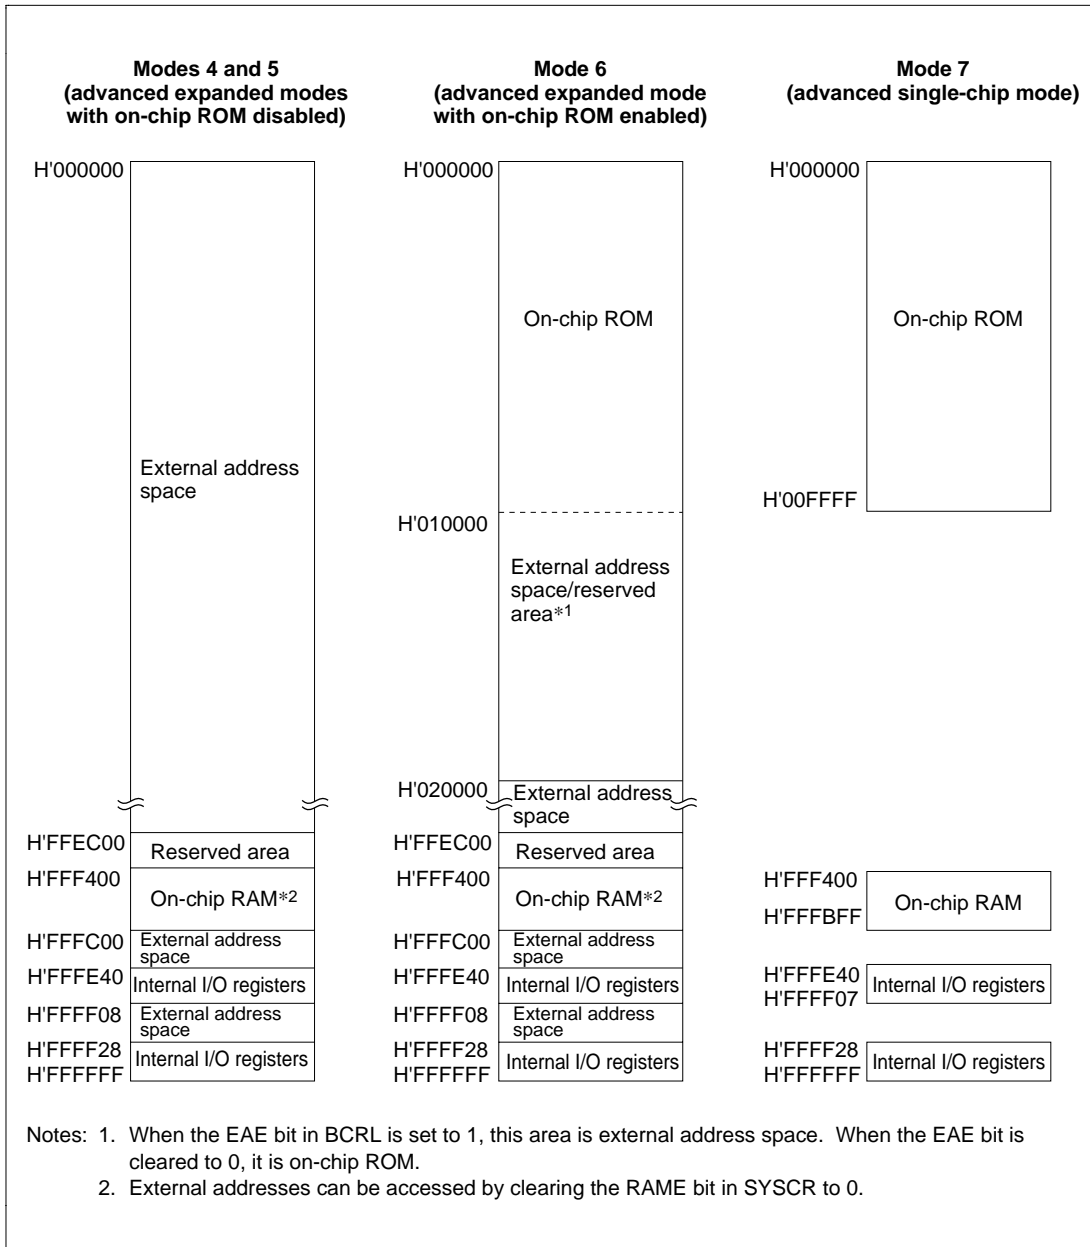 Modes 4 and 5
(advanced expanded modes
with on-chip ROM disabled)
H'000000
External address
space
H'FFEC00
Reserved area
H'FFF400
On-chip RAM*2
H'FFFC00
External address
space
H'FFFE40
Internal I/O registers
H'FFFF08
External address
space
H'FFFF28
Internal I/O registers
H'FFFFFF
Mode 6
(advanced expanded mode
with on-chip ROM enabled)
H'000000
On-chip ROM
H'010000
External address
space/reserved
area*1
H'020000
External address
space
H'FFEC00
Reserved area
H'FFF400
On-chip RAM*2
H'FFFC00
External address
space
H'FFFE40
Internal I/O registers
H'FFFF08
External address
space
H'FFFF28
Internal I/O registers
H'FFFFFF
Mode 7
(advanced single-chip mode)
H'000000
On-chip ROM
H'00FFFF
H'FFF400
On-chip RAM
H'FFFBFF
H'FFFE40
Internal I/O registers
H'FFFF07
H'FFFF28
Internal I/O registers
H'FFFFFF
Notes: 1. When the EAE bit in BCRL is set to 1, this area is external address space. When the EAE bit is
cleared to 0, it is on-chip ROM.
2. External addresses can be accessed by clearing the RAME bit in SYSCR to 0.